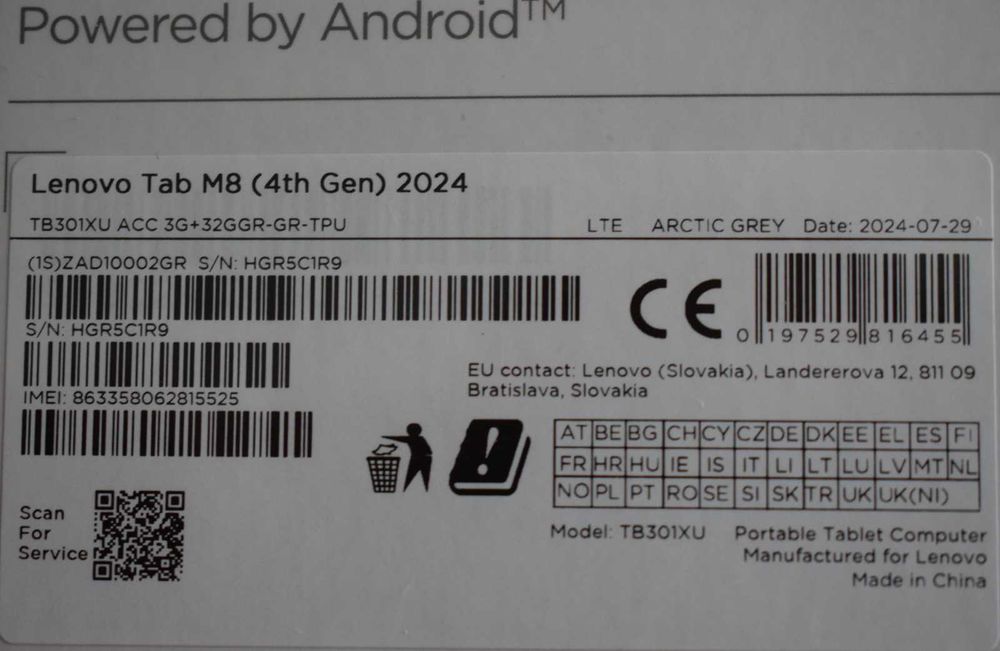 Powered by Android™
Lenovo Tab M8 (4th Gen) 2024
TB301XU ACC 3G+32GGR-GR-TPU LTE ARCTIC GREY Date: 2024-07-29
(1S)ZAD10002GR S/N: HGR5C1R9
S/N: HGR5C1R9
IMEI: 863358062815525
CE
0 197529 816455
EU contact: Lenovo (Slovakia), Landererova 12, 811 09
Bratislava, Slovakia
AT BE BG CH CY CZ DE DK EE EL ES FI
FR HR HU IE IS IT LI LT LU LV MT NL
NO PL PT RO SE SI SK TR UK UK(NI)
Scan
For
Service
Model: TB301XU Portable Tablet Computer
Manufactured for Lenovo
Made in China